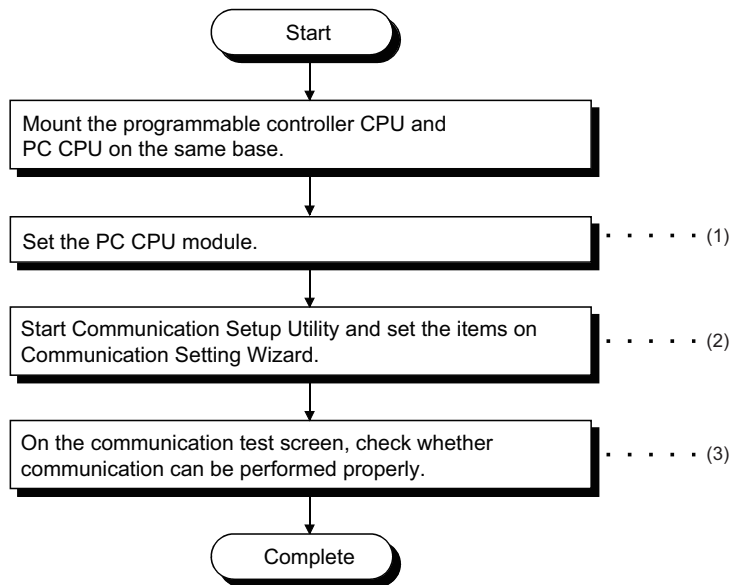 Start
Mount the programmable controller CPU and
PC CPU on the same base.
Set the PC CPU module.
· · · · · (1)
Start Communication Setup Utility and set the items on
Communication Setting Wizard.
· · · · · (2)
On the communication test screen, check whether
communication can be performed properly.
· · · · · (3)
Complete